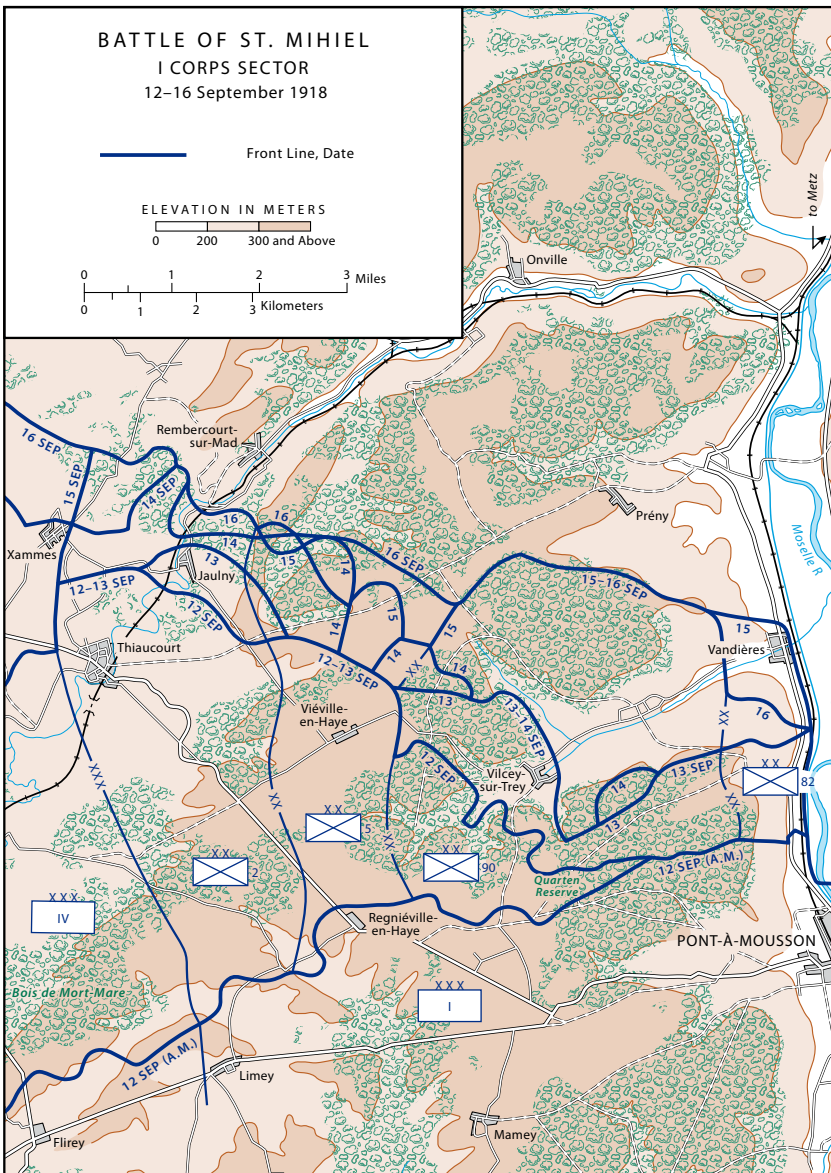 BATTLE OF ST. MIHIEL
I CORPS SECTOR
12–16 September 1918
Front Line, Date
ELEVATION IN METERS
0 200 300 and Above
0 1 2 3 Miles
0 1 2 3 Kilometers
to Metz
Onville
Rembercourt-
sur-Mad
16 SEP
15 SEP
14 SEP
Xammes
16
16
14
15
13
14
16 SEP
Prény
Moselle R
Jaulny
12–13 SEP
12 SEP
15–16 SEP
15
15
15
Vandières
14
14
12–13 SEP
XX
14
13
13–14 SEP
16
Thiaucourt
Viéville-
en-Haye
12 SEP
Vilcey-
sur-Trey
XX
13 SEP
14
13
XX
82
XXX
XX
XX
5
XX
XX
XX
2
XX
90
Quarten
Reserve
12 SEP (A.M.)
XXX
IV
Regniéville-
en-Haye
PONT-À-MOUSSON
Bois de Mort-Mare
XXX
I
12 SEP (A.M.)
Limey
Flirey
Mamey